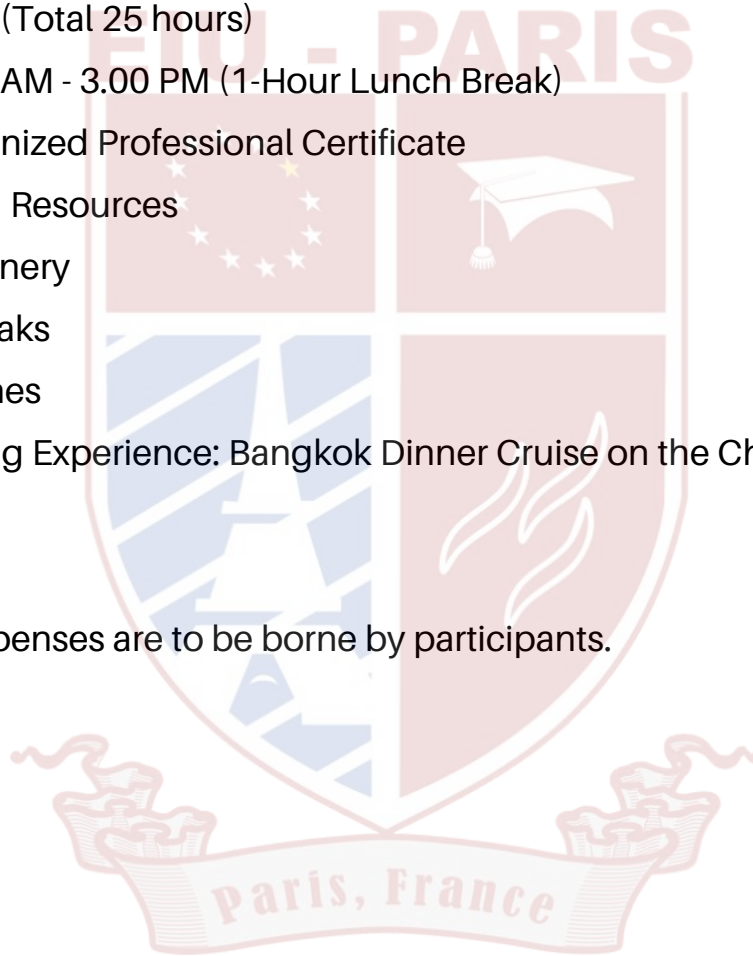 EIU - PARIS
(Total 25 hours)
AM - 3.00 PM (1-Hour Lunch Break)
nized Professional Certificate
Resources
nery
aks
nes
g Experience: Bangkok Dinner Cruise on the Ch
penses are to be borne by participants.
Paris, France